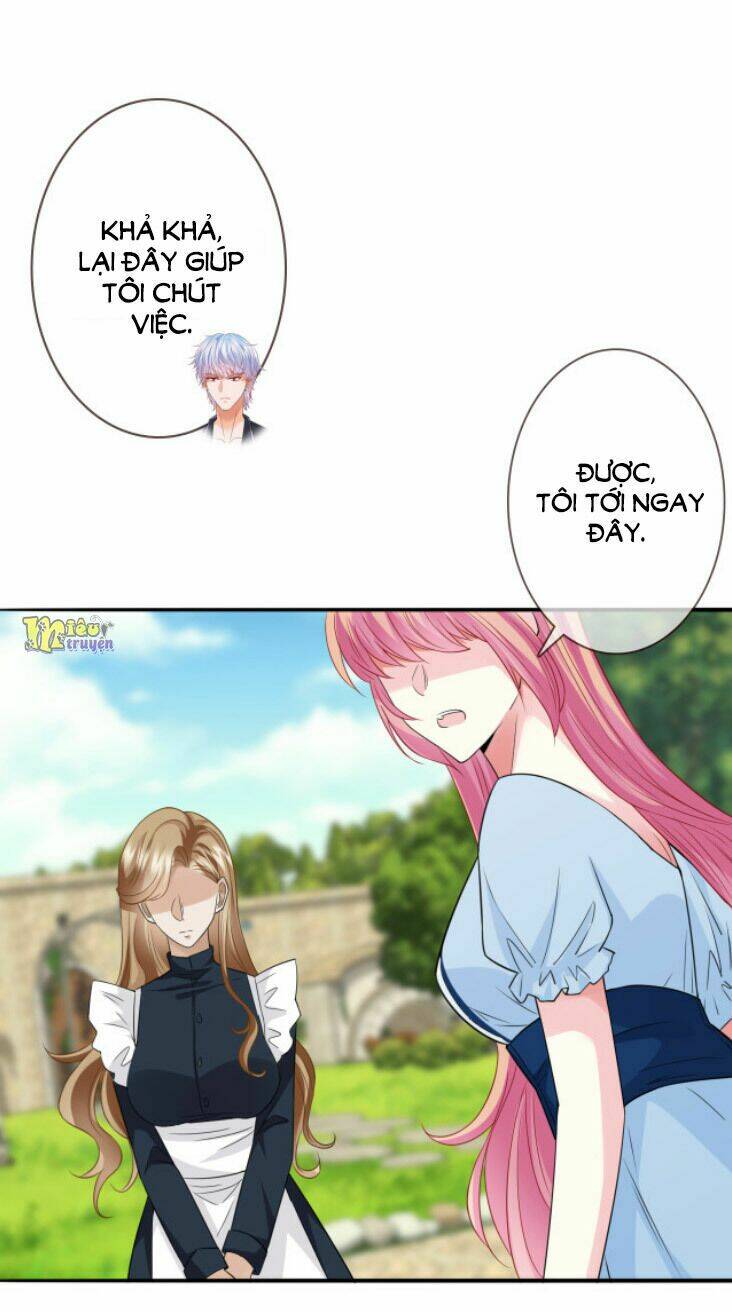 KHẢ KHẢ,
LẠI ĐÂY GIÚP
TÔI CHÚT
VIỆC.
ĐƯỢC,
TÔI TỚI NGAY
ĐÂY.
Miêu
truyện